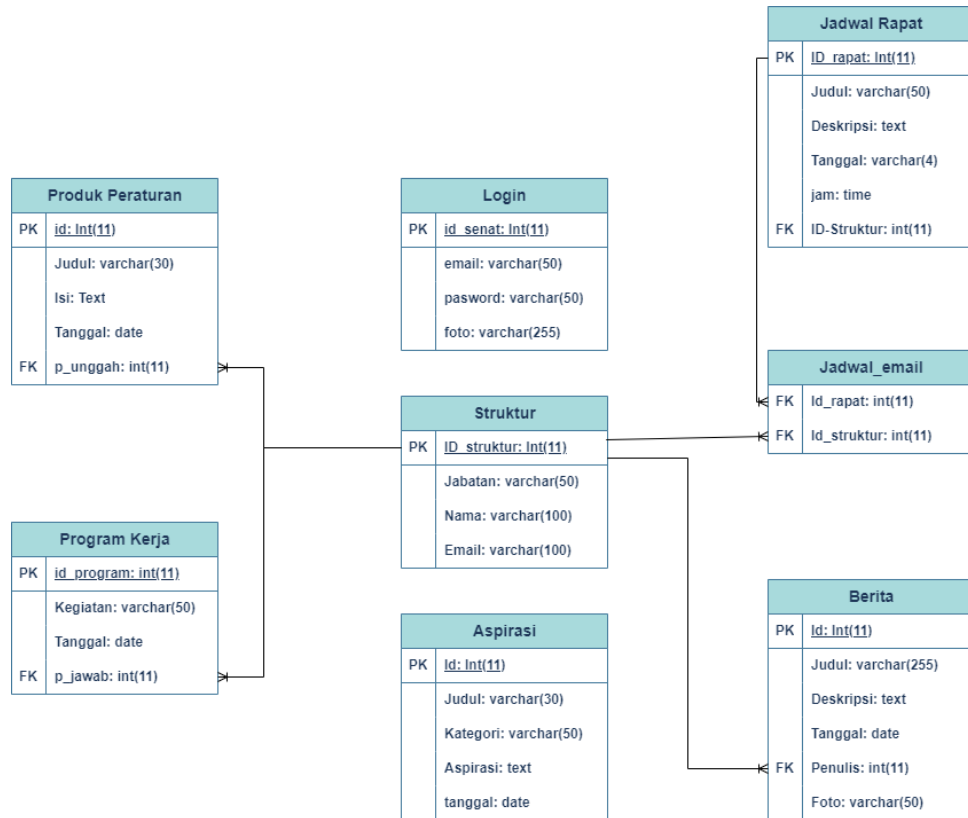 Jadwal Rapat
PK ID_rapat: Int(11)
Judul: varchar(50)
Deskripsi: text
Tanggal: varchar(4)
jam: time
FK ID-Struktur: int(11)
Produk Peraturan
PK id: Int(11)
Judul: varchar(30)
Isi: Text
Tanggal: date
FK p_unggah: int(11)
Login
PK id_senat: Int(11)
email: varchar(50)
pasword: varchar(50)
foto: varchar(255)
Jadwal_email
FK Id_rapat: int(11)
FK Id_struktur: int(11)
Struktur
PK ID_struktur: Int(11)
Jabatan: varchar(50)
Nama: varchar(100)
Email: varchar(100)
Program Kerja
PK id_program: int(11)
Kegiatan: varchar(50)
Tanggal: date
FK p_jawab: int(11)
Aspirasi
PK Id: Int(11)
Judul: varchar(30)
Kategori: varchar(50)
Aspirasi: text
tanggal: date
Berita
PK Id: Int(11)
Judul: varchar(255)
Deskripsi: text
Tanggal: date
FK Penulis: int(11)
Foto: varchar(50)